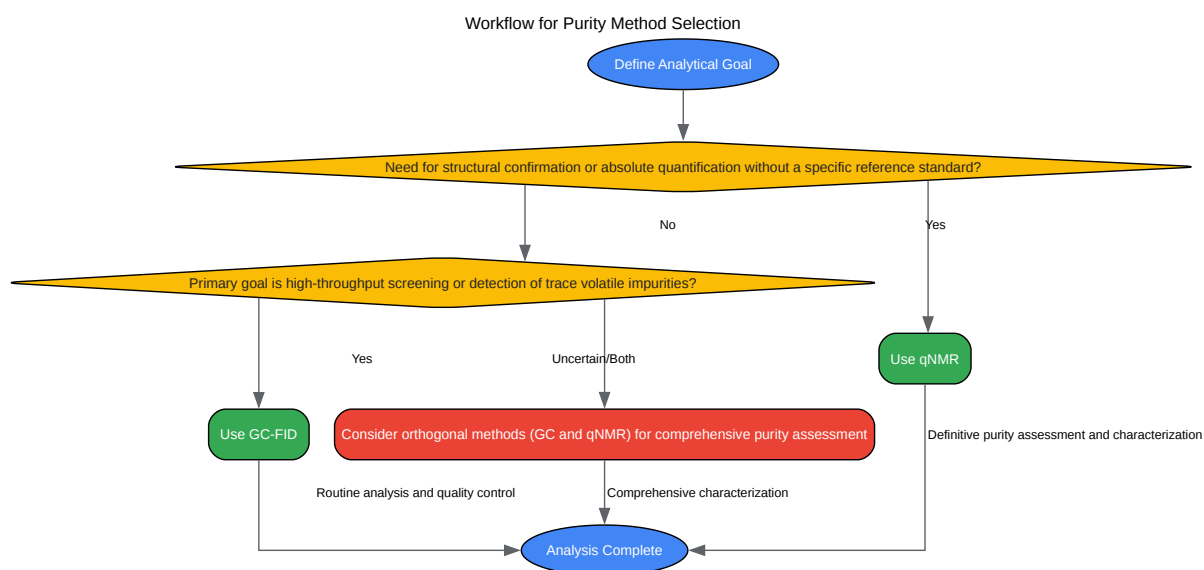 Workflow for Purity Method Selection
Define Analytical Goal
Need for structural confirmation or absolute quantification without a specific reference standard?
No
Yes
Primary goal is high-throughput screening or detection of trace volatile impurities?
Yes
Uncertain/Both
Use qNMR
Use GC-FID
Consider orthogonal methods (GC and qNMR) for comprehensive purity assessment
Definitive purity assessment and characterization
Routine analysis and quality control
Comprehensive characterization
Analysis Complete